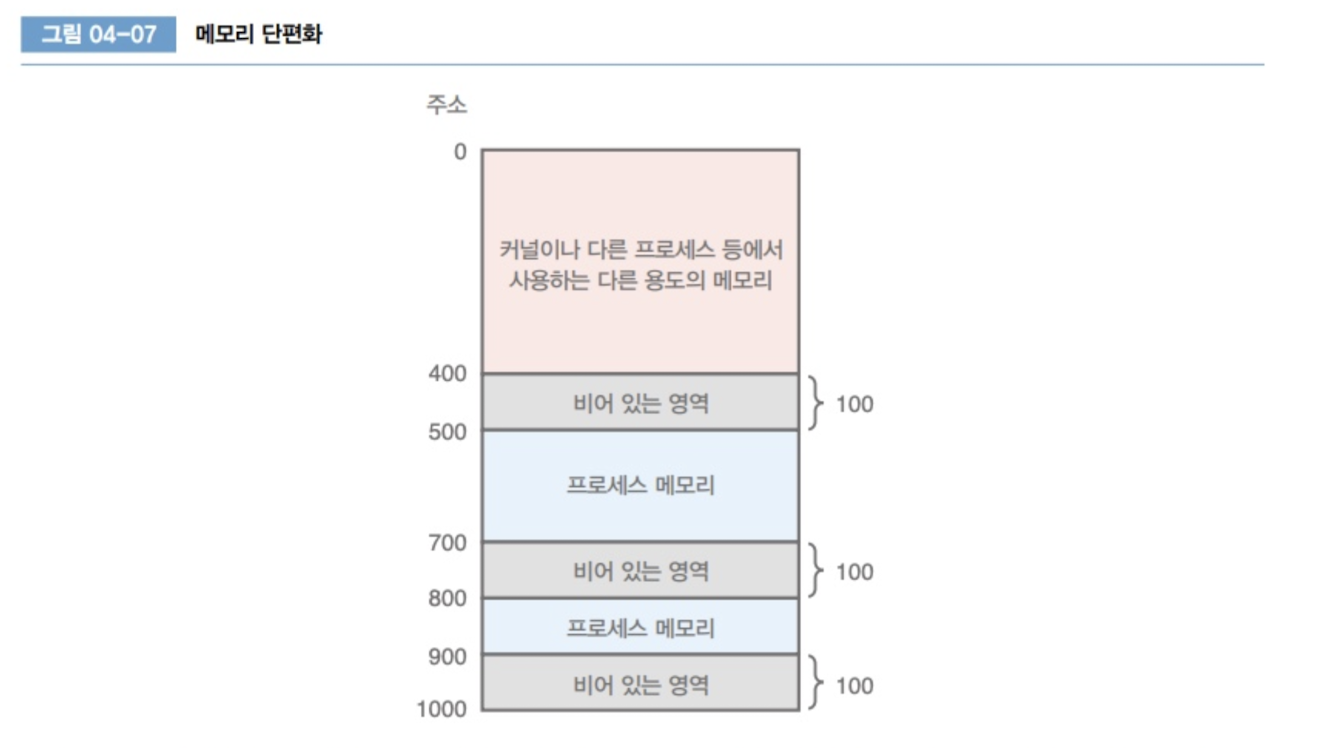 그림 04-07 메모리 단편화
주소
0
커널이나 다른 프로세스 등에서
사용하는 다른 용도의 메모리
400
비어 있는 영역 100
500
프로세스 메모리
700
비어 있는 영역 100
800
프로세스 메모리
900
비어 있는 영역 100
1000